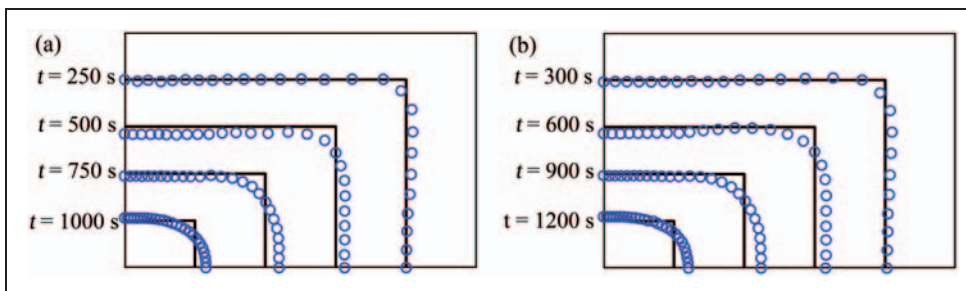 (a)
t = 250 s
t = 500 s
t = 750 s
t = 1000 s
(b)
t = 300 s
t = 600 s
t = 900 s
t = 1200 s